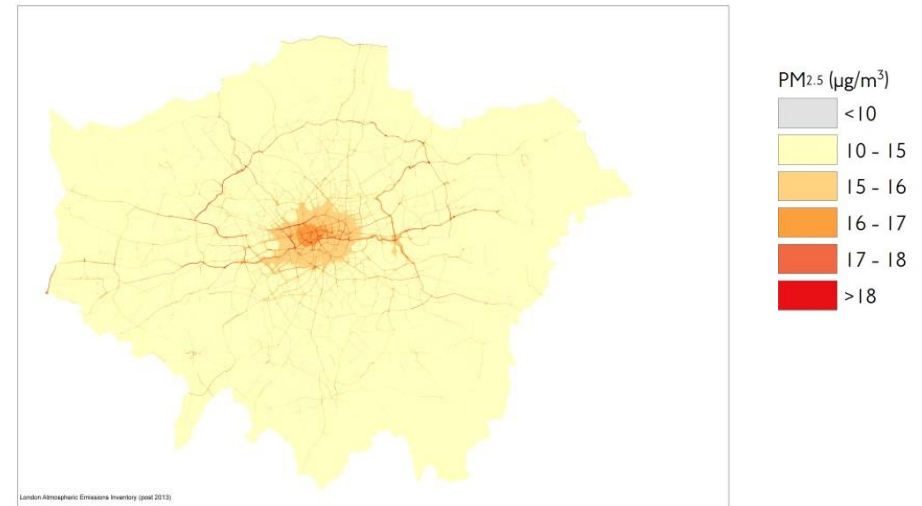 PM2.5 (µg/m³)
<10
10 - 15
15 - 16
16 - 17
17 - 18
>18
London Atmospheric Emissions Inventory (post 2013)